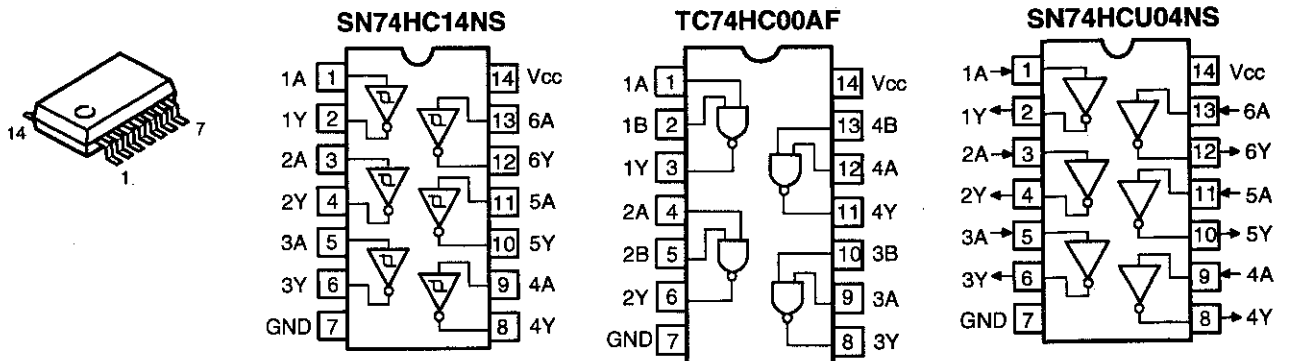 SN74HC14NS
TC74HC00AF
SN74HCU04NS
14
7
1
1A 1
14 Vcc
1Y 2
13 6A
2A 3
12 6Y
2Y 4
11 5A
3A 5
10 5Y
3Y 6
9 4A
GND 7
8 4Y
1A 1
14 Vcc
1B 2
13 4B
1Y 3
12 4A
2A 4
11 4Y
2B 5
10 3B
2Y 6
9 3A
GND 7
8 3Y
1A 1
14 Vcc
1Y 2
13 6A
2A 3
12 6Y
2Y 4
11 5A
3A 5
10 5Y
3Y 6
9 4A
GND 7
8 4Y